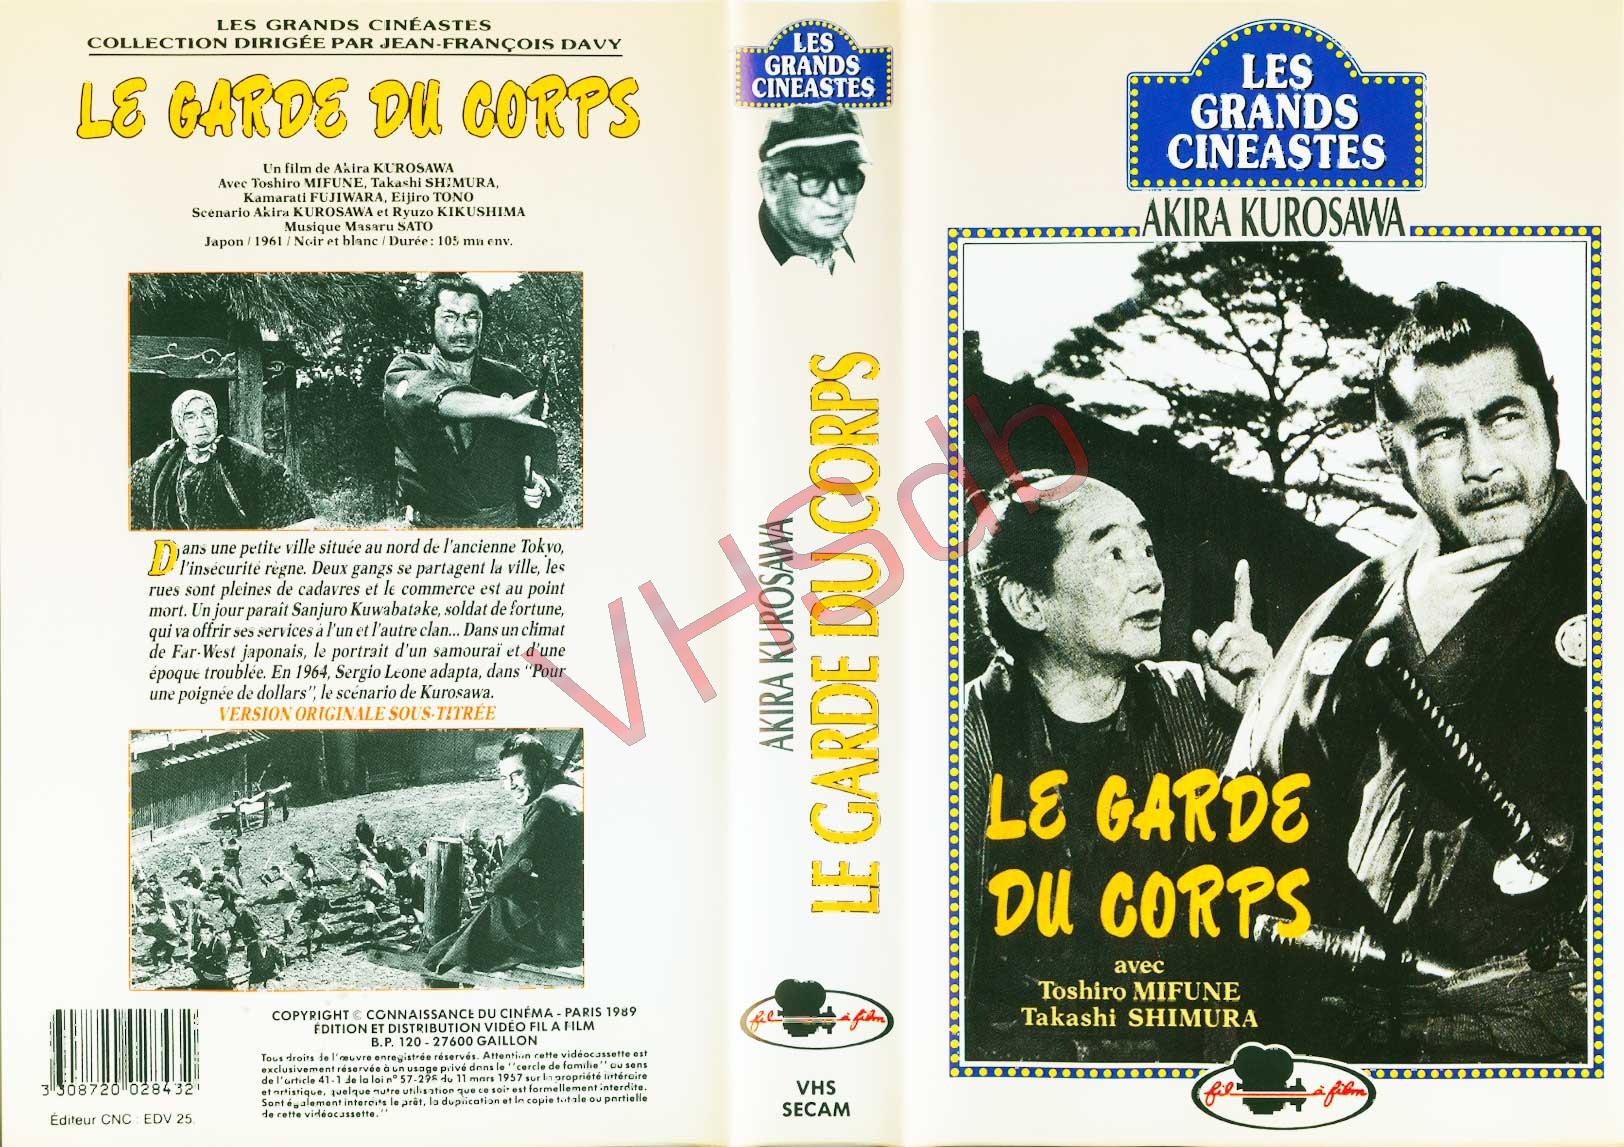 LES GRANDS CINÉASTES
COLLECTION DIRIGÉE PAR JEAN-FRANÇOIS DAVY
LE GARDE DU CORPS
Un film de Akira KUROSAWA
Avec Toshiro MIFUNE, Takashi SHIMURA,
Kamarati FUJIWARA, Eijiro TONO
Scénario Akira KUROSAWA et Ryuzo KIKUSHIMA
Musique Masaru SATO
Japon / 1961 / Noir et blanc / Durée : 105 mn env.
Dans une petite ville située au nord de l'ancienne Tokyo,
l'insécurité règne. Deux gangs se partagent la ville, les
rues sont pleines de cadavres et le commerce est au point
mort. Un jour paraît Sanjuro Kuwabatake, soldat de fortune,
qui va offrir ses services à l'un et l'autre clan... Dans un climat
de Far-West japonais, le portrait d'un samouraï et d'une
époque troublée. En 1964, Sergio Leone adapta, dans "Pour
une poignée de dollars", le scénario de Kurosawa.
VERSION ORIGINALE SOUS-TITRÉE
3 308720 028432
Éditeur CNC : EDV 25.
COPYRIGHT © CONNAISSANCE DU CINÉMA - PARIS 1989
ÉDITION ET DISTRIBUTION VIDÉO FIL A FILM
B.P. 120 - 27600 GAILLON
Tous droits de l'œuvre enregistrée réservés. Attention cette vidéocassette est
exclusivement réservée à un usage privé dans le "cercle de famille" au sens
de l'article 41-1 de la loi n° 57-298 du 11 mars 1957 sur la propriété littéraire
et artistique, quelque autre utilisation que ce soit est formellement interdite.
Sont également interdits le prêt, la duplication et la copie totale ou partielle
de cette vidéocassette."
LES
GRANDS
CINEASTES
AKIRA KUROSAWA
LE GARDE DU CORPS
fil à film
VHS
SECAM
VHSdb
LES
GRANDS
CINEASTES
AKIRA KUROSAWA
LE GARDE
DU CORPS
avec
Toshiro MIFUNE
Takashi SHIMURA
fil à film